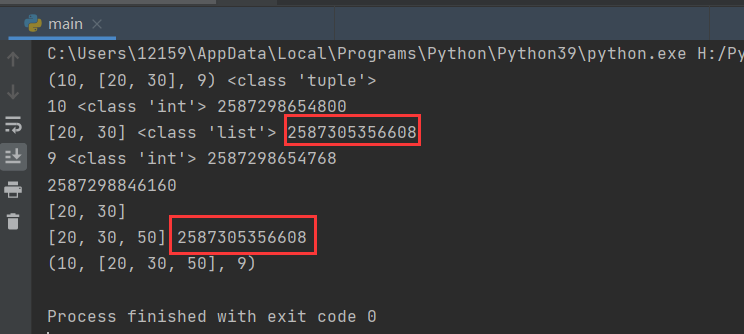 main
C:\Users\12159\AppData\Local\Programs\Python\Python39\python.exe H:/Py
(10, [20, 30], 9) <class 'tuple'>
10 <class 'int'> 2587298654800
[20, 30] <class 'list'> 2587305356608
9 <class 'int'> 2587298654768
2587298846160
[20, 30]
[20, 30, 50] 2587305356608
(10, [20, 30, 50], 9)
Process finished with exit code 0